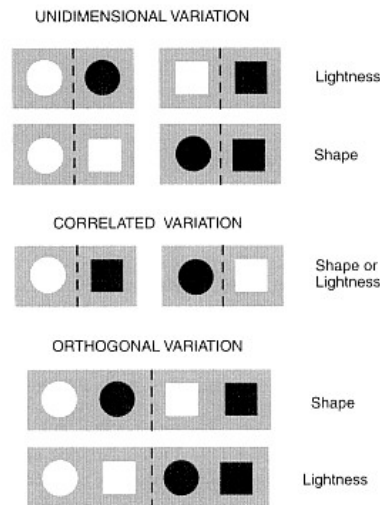 UNIDIMENSIONAL VARIATION
Lightness
Shape
CORRELATED VARIATION
Shape or
Lightness
ORTHOGONAL VARIATION
Shape
Lightness